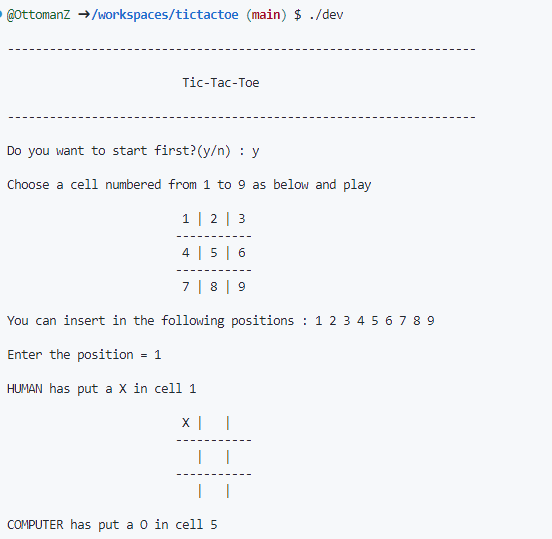 @OttomanZ →/workspaces/tictactoe (main) $ ./dev
-------------------------------------------------------------------
Tic-Tac-Toe
-------------------------------------------------------------------
Do you want to start first?(y/n) : y
Choose a cell numbered from 1 to 9 as below and play
1 | 2 | 3
-----------
4 | 5 | 6
-----------
7 | 8 | 9
You can insert in the following positions : 1 2 3 4 5 6 7 8 9
Enter the position = 1
HUMAN has put a X in cell 1
X |   |
-----------
|   |
-----------
|   |
COMPUTER has put a O in cell 5